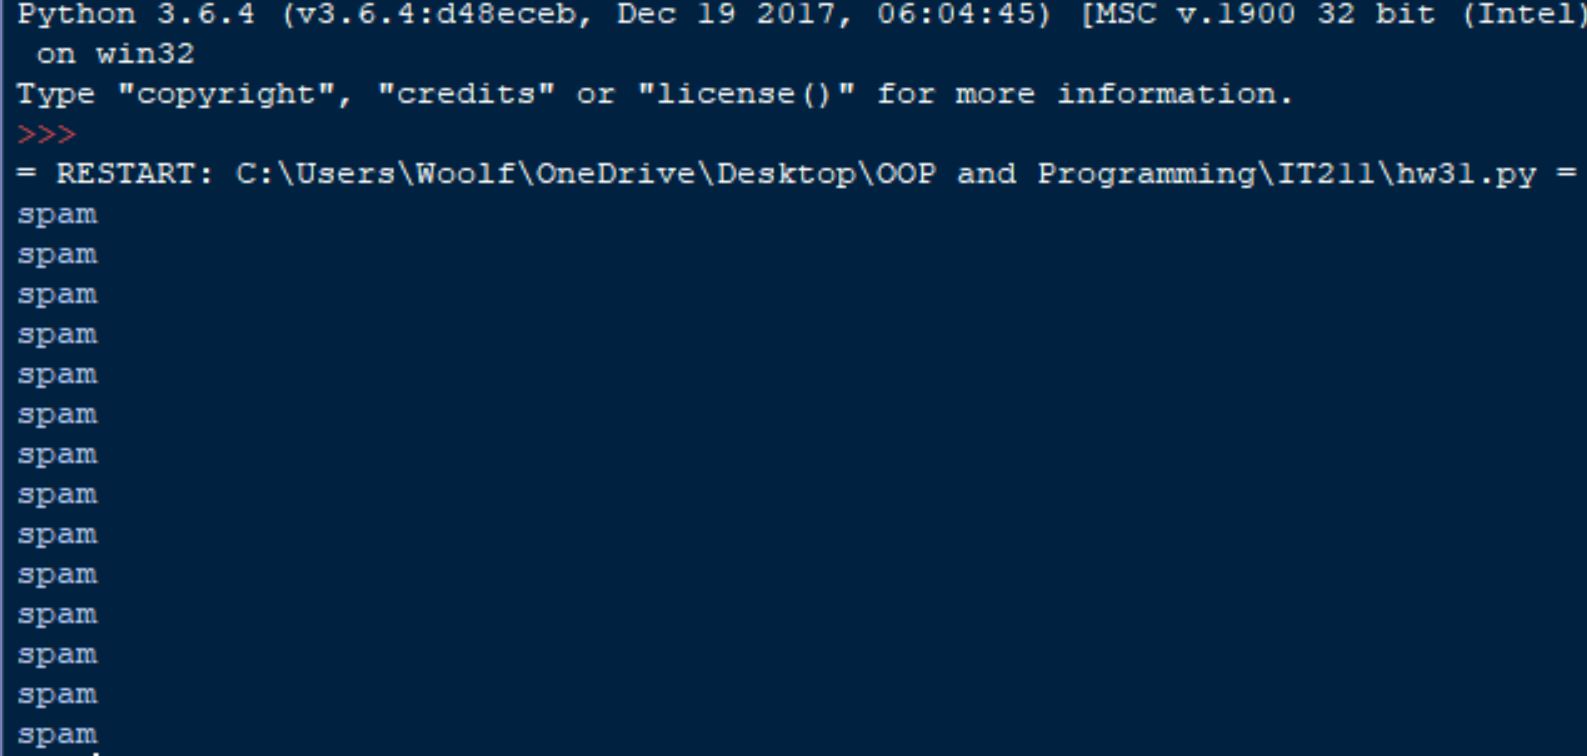 Python 3.6.4 (v3.6.4:d48eceb, Dec 19 2017, 06:04:45) [MSC v.1900 32 bit (Intel)
on win32
Type "copyright", "credits" or "license()" for more information.
>>>
= RESTART: C:\Users\Woolf\OneDrive\Desktop\OOP and Programming\IT211\hw31.py =
spam
spam
spam
spam
spam
spam
spam
spam
spam
spam
spam
spam
spam
spam